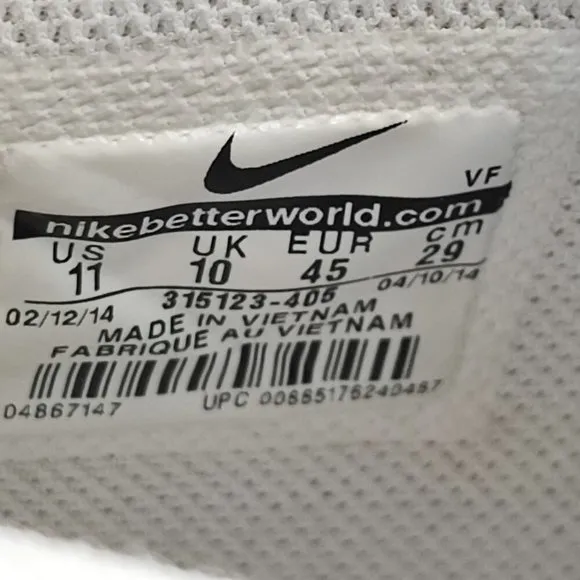 VF
nikebetterworld.com
US UK EUR cm
11 10 45 29
02/12/14 315123-405 04/10/14
MADE IN VIETNAM
FABRIQUE AU VIETNAM
04867147 UPC 00885176240487